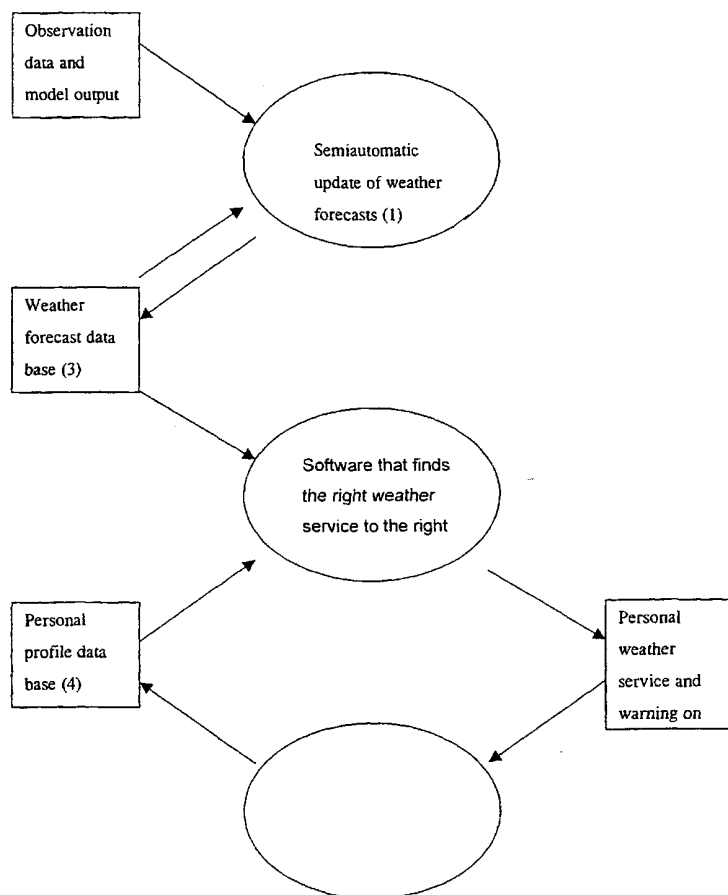 Observation
data and
model output
Semiautomatic
update of weather
forecasts (1)
Weather
forecast data
base (3)
Software that finds
the right weather
service to the right
Personal
profile data
base (4)
Personal
weather
service and
warning on